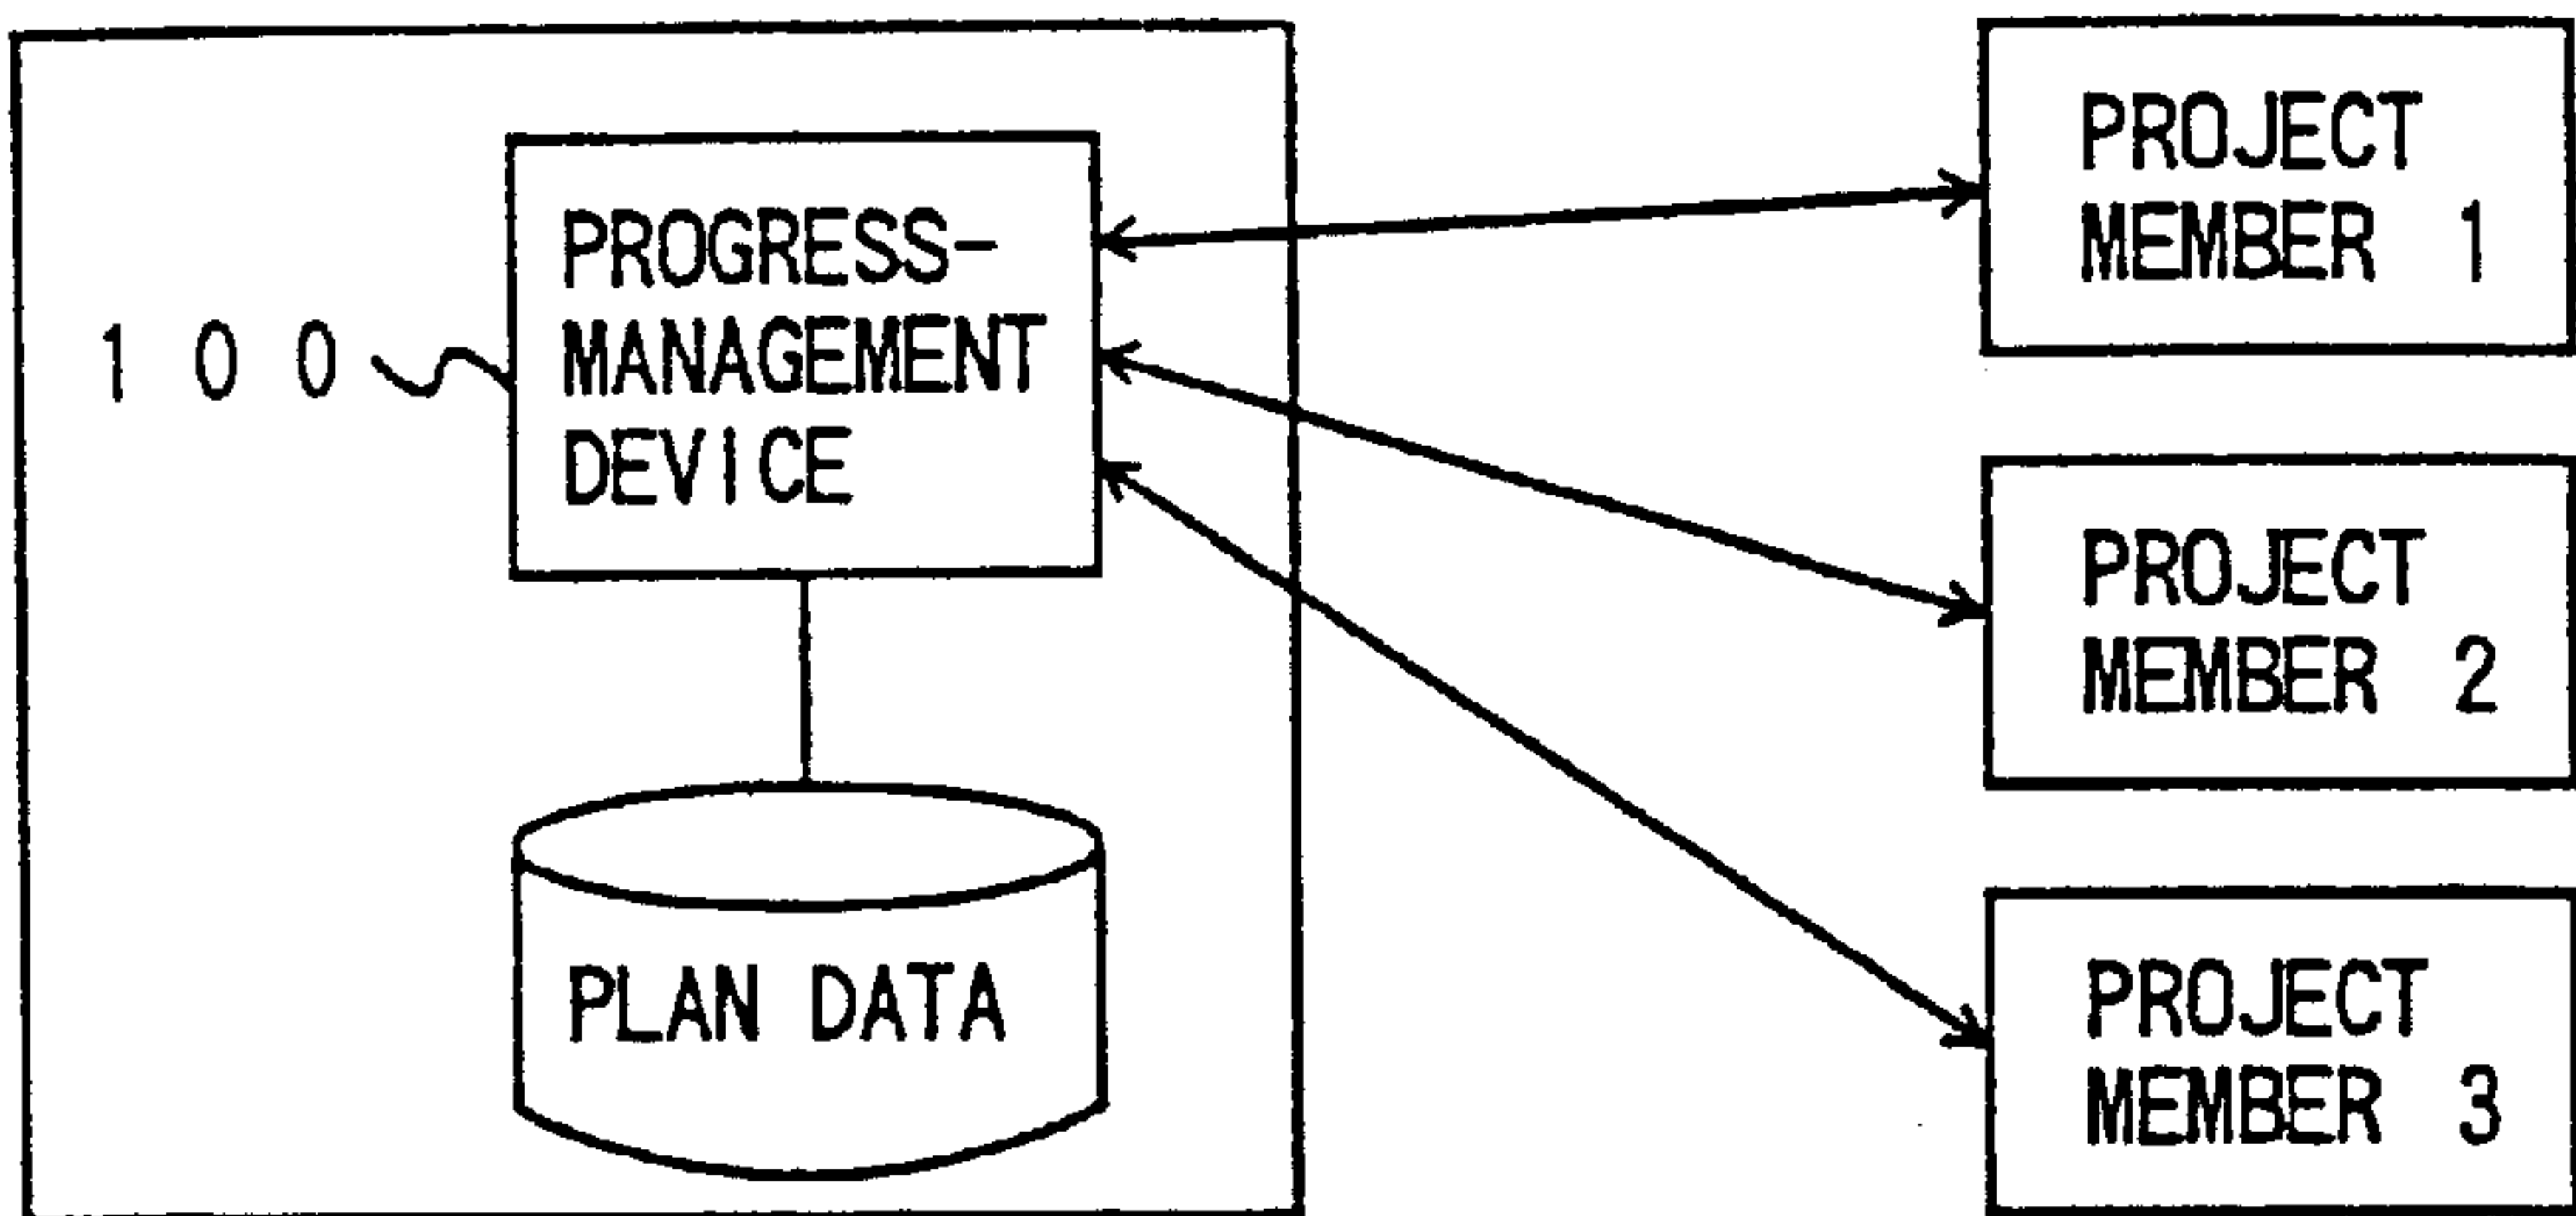 100
PROGRESS-
MANAGEMENT
DEVICE
PLAN DATA
PROJECT
MEMBER 1
PROJECT
MEMBER 2
PROJECT
MEMBER 3